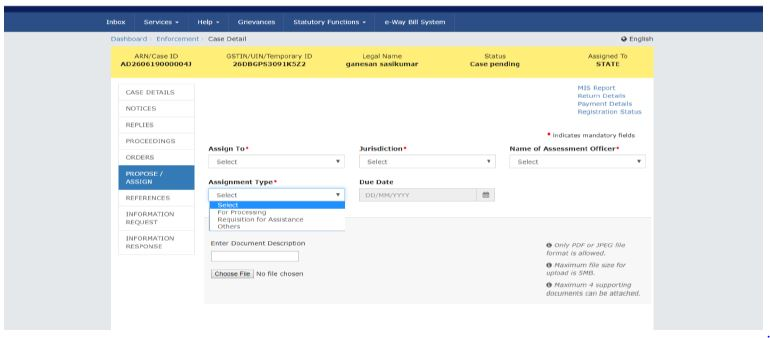 Inbox Services Help Grievances Statutory Functions e-Way Bill System
Dashboard Enforcement Case Detail English
ARN/Case ID GSTIN/UIN/Temporary ID Legal Name Status Assigned To
AD260619000004J 26DBGPS3091K5Z2 ganesan sasikumar Case pending STATE
CASE DETAILS
NOTICES
REPLIES
PROCEEDINGS
ORDERS
PROPOSE /
ASSIGN
REFERENCES
INFORMATION
REQUEST
INFORMATION
RESPONSE
MIS Report
Return Details
Payment Details
Registration Status
• Indicates mandatory fields
Assign To• Jurisdiction• Name of Assessment Officer•
Select Select Select
Assignment Type• Due Date
Select DD/MM/YYYY
Select
For Processing
Requisition for Assistance
Others
Enter Document Description
Choose File No file chosen
Only PDF or JPEG file
format is allowed.
Maximum file size for
upload is 5MB.
Maximum 4 supporting
documents can be attached.